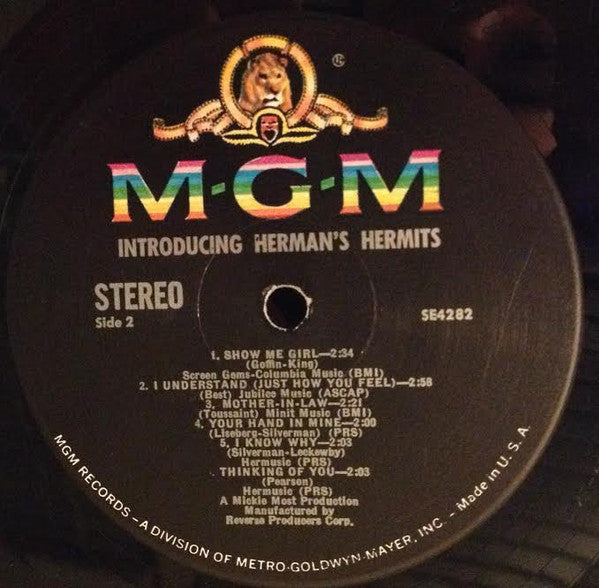 ®
M·G·M
INTRODUCING HERMAN'S HERMITS
STEREO
Side 2
SE4282
1. SHOW ME GIRL—2:34
(Goffin-King)
Screen Gems-Columbia Music (BMI)
2. I UNDERSTAND (JUST HOW YOU FEEL)—2:58
(Best) Jubilee Music (ASCAP)
3. MOTHER-IN-LAW—2:21
(Toussaint) Minit Music (BMI)
4. YOUR HAND IN MINE—2:00
(Liseberg-Silverman) (PRS)
5. I KNOW WHY—2:03
(Silverman-Leckewby)
Hermusic (PRS)
THINKING OF YOU—2:03
(Pearson)
Hermusic (PRS)
A Mickie Most Production
Manufactured by
Reverse Producers Corp.
MGM RECORDS – A DIVISION OF METRO-GOLDWYN-MAYER, INC. - Made in U. S. A.